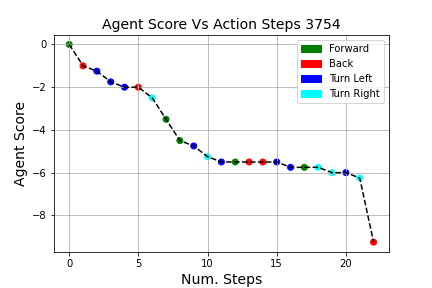 Agent Score Vs Action Steps 3754
Forward
Back
Turn Left
Turn Right
Agent Score
0
−2
−4
−6
−8
0 5 10 15 20
Num. Steps